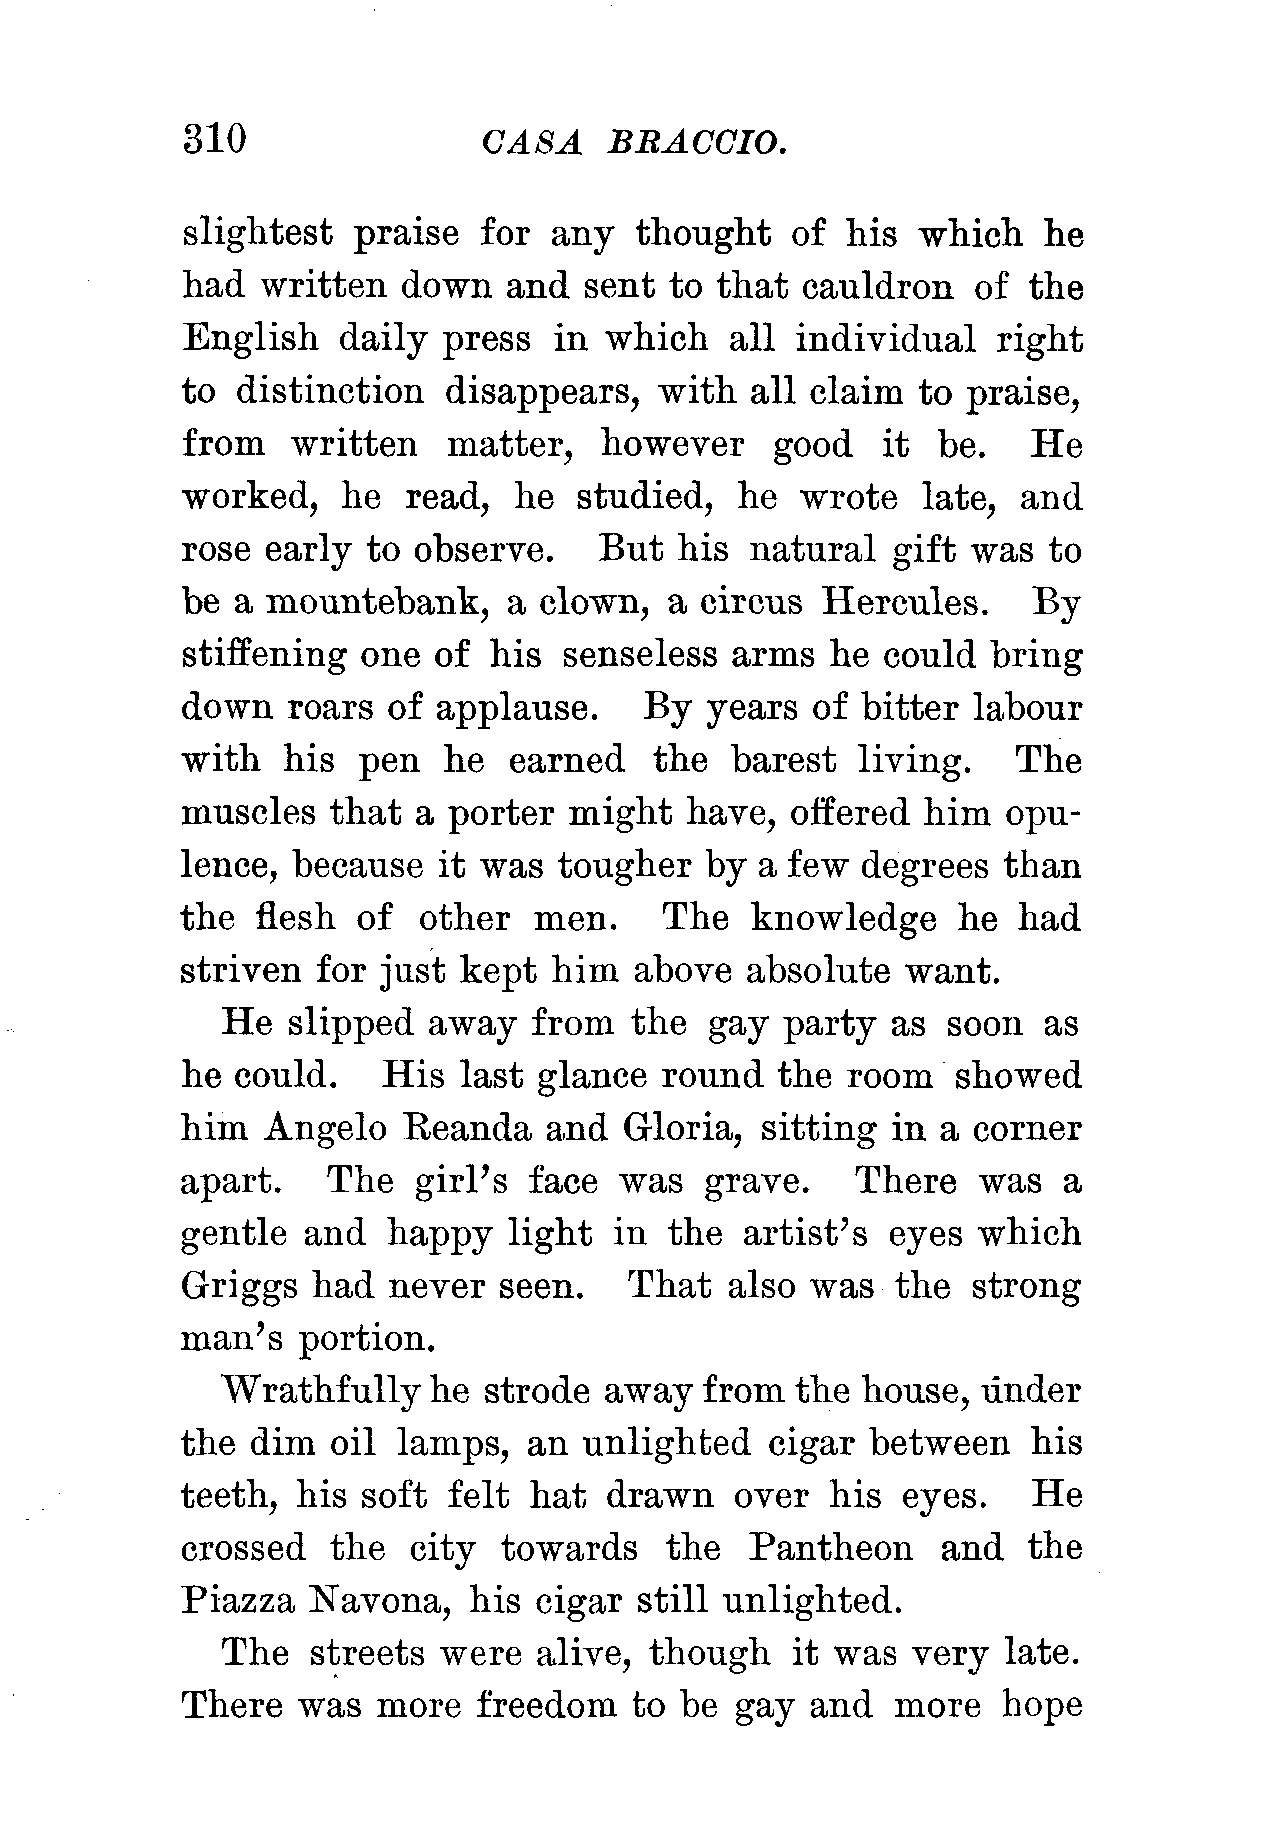 310 CASA BRACCIO.
slightest praise for any thought of his which he
had written down and sent to that cauldron of the
English daily press in which all individual right
to distinction disappears, with all claim to praise,
from written matter, however good it be. He
worked, he read, he studied, he wrote late, and
rose early to observe. But his natural gift was to
be a mountebank, a clown, a circus Hercules. By
stiffening one of his senseless arms he could bring
down roars of applause. By years of bitter labour
with his pen he earned the barest living. The
muscles that a porter might have, offered him opu-
lence, because it was tougher by a few degrees than
the flesh of other men. The knowledge he had
striven for just kept him above absolute want.
He slipped away from the gay party as soon as
he could. His last glance round the room showed
him Angelo Reanda and Gloria, sitting in a corner
apart. The girl's face was grave. There was a
gentle and happy light in the artist's eyes which
Griggs had never seen. That also was the strong
man's portion.
Wrathfully he strode away from the house, under
the dim oil lamps, an unlighted cigar between his
teeth, his soft felt hat drawn over his eyes. He
crossed the city towards the Pantheon and the
Piazza Navona, his cigar still unlighted.
The streets were alive, though it was very late.
There was more freedom to be gay and more hope